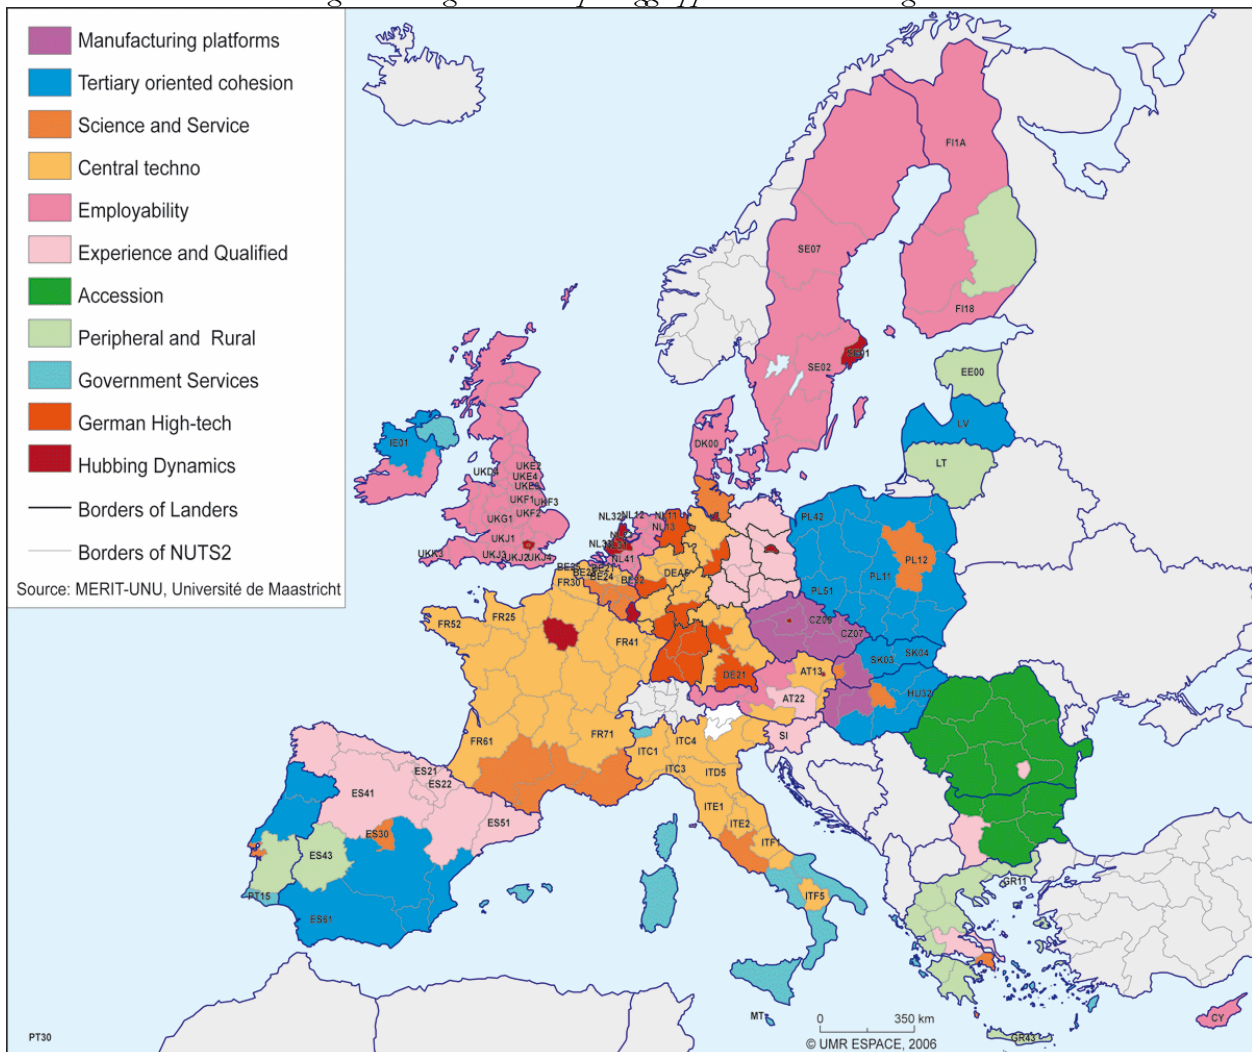 Manufacturing platforms
Tertiary oriented cohesion
Science and Service
Central techno
Employability
Experience and Qualified
Accession
Peripheral and Rural
Government Services
German High-tech
Hubbing Dynamics
Borders of Landers
Borders of NUTS2
Source: MERIT-UNU, Université de Maastricht
FI1A
SE07
FI18
SE01
SE02
EE00
LV
LT
DK00
IE01
UKD4
UKE2
UKE4
UKF1
UKF3
UKF2
UKG1
UKJ1
UKK3
UKJ3
UKJ2
UKJ4
NL32
NL12
NL11
NL13
NL41
PL42
PL12
PL11
PL51
DEA5
BE24
FR30
FR52
FR25
FR41
CZ07
SK03
SK04
DE21
AT13
AT22
HU32
SI
FR61
FR71
ITC1
ITC4
ITC3
ITD5
ITE1
ITE2
ITF1
ITF5
ES21
ES22
ES41
ES51
ES30
ES43
PT15
ES61
GR11
GR43
MT
CY
PT30
0 350 km
© UMR ESPACE, 2006